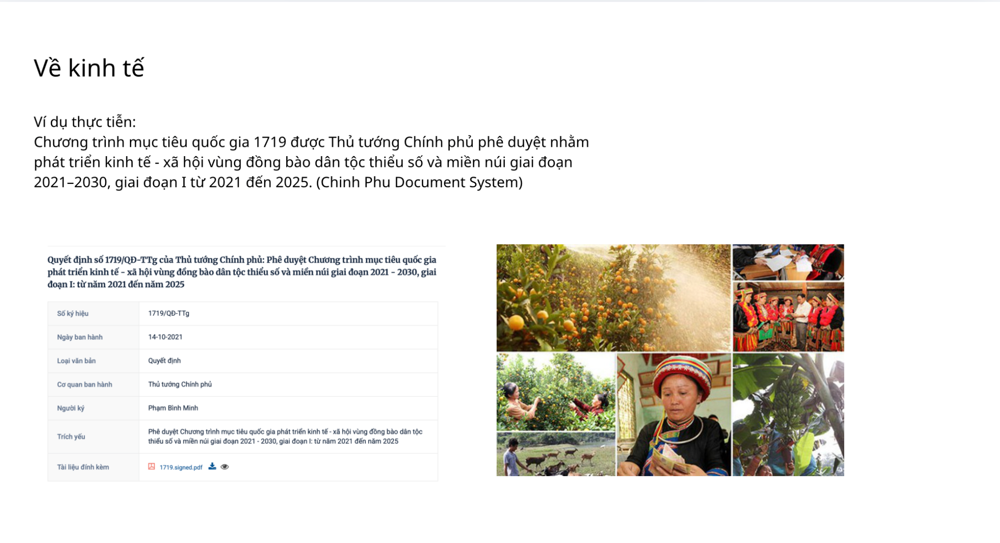 Về kinh tế
Ví dụ thực tiễn:
Chương trình mục tiêu quốc gia 1719 được Thủ tướng Chính phủ phê duyệt nhằm
phát triển kinh tế - xã hội vùng đồng bào dân tộc thiểu số và miền núi giai đoạn
2021–2030, giai đoạn I từ 2021 đến 2025. (Chinh Phu Document System)
Quyết định số 1719/QĐ-TTg của Thủ tướng Chính phủ: Phê duyệt Chương trình mục tiêu quốc gia
phát triển kinh tế - xã hội vùng đồng bào dân tộc thiểu số và miền núi giai đoạn 2021 - 2030, giai
đoạn I: từ năm 2021 đến năm 2025
Số ký hiệu 1719/QĐ-TTg
Ngày ban hành 14-10-2021
Loại văn bản Quyết định
Cơ quan ban hành Thủ tướng Chính phủ
Người ký Phạm Bình Minh
Trích yếu Phê duyệt Chương trình mục tiêu quốc gia phát triển kinh tế - xã hội vùng đồng bào dân tộc
thiểu số và miền núi giai đoạn 2021 - 2030, giai đoạn I: từ năm 2021 đến năm 2025
Tài liệu đính kèm 1719.signed.pdf